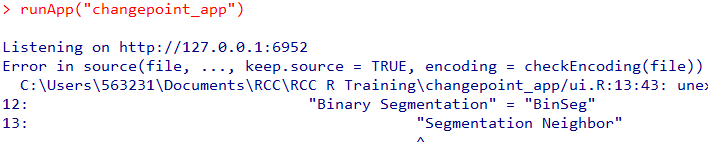 > runApp("changepoint_app")
Listening on http://127.0.0.1:6952
Error in source(file, ..., keep.source = TRUE, encoding = checkEncoding(file))
C:\Users\563231\Documents\RCC\RCC R Training\changepoint_app/ui.R:13:43: unex
12: "Binary Segmentation" = "BinSeg"
13: "Segmentation Neighbor"
^